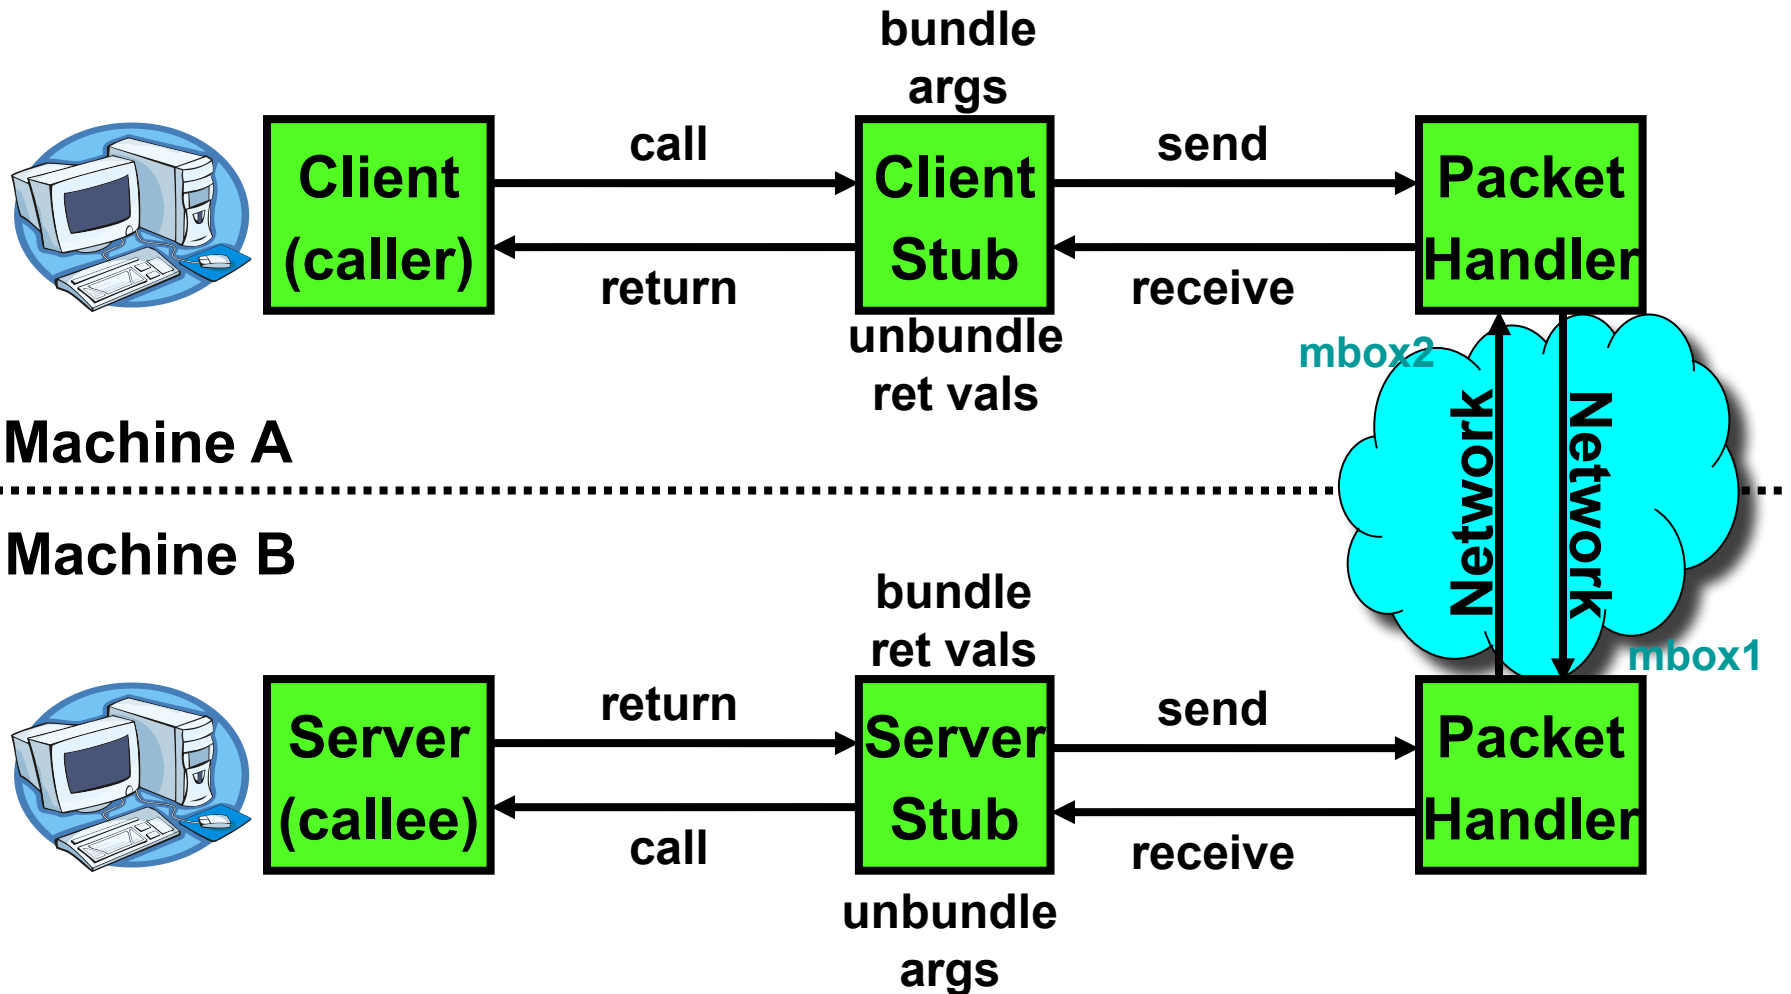 bundle
args
call
send
Client
(caller)
Client
Stub
Packet
Handler
return
receive
unbundle
ret vals
mbox2
Machine A
Network
Network
Machine B
bundle
ret vals
mbox1
return
send
Server
(callee)
Server
Stub
Packet
Handler
call
receive
unbundle
args